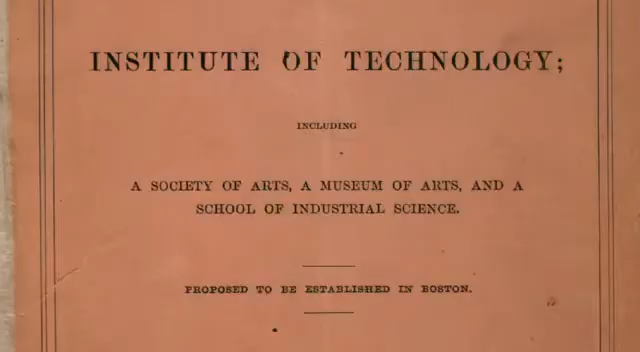 INSTITUTE OF TECHNOLOGY;
INCLUDING
A SOCIETY OF ARTS, A MUSEUM OF ARTS, AND A
SCHOOL OF INDUSTRIAL SCIENCE.
PROPOSED TO BE ESTABLISHED IN BOSTON.